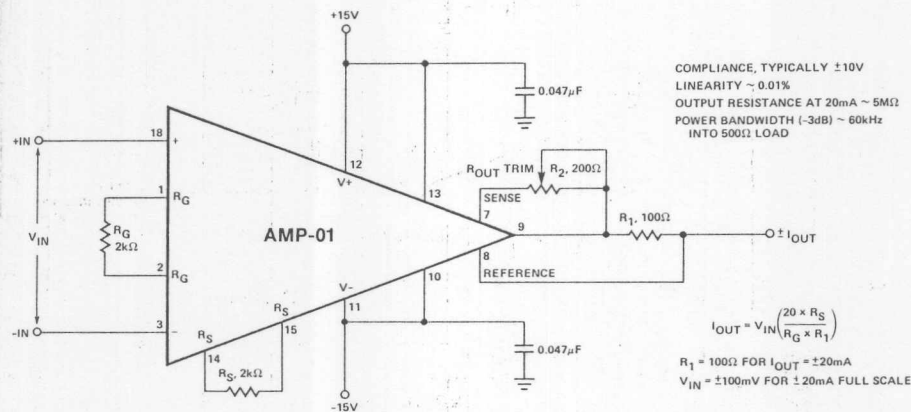 +15V
0.047μF
COMPLIANCE, TYPICALLY ±10V
LINEARITY ~ 0.01%
OUTPUT RESISTANCE AT 20mA ~ 5MΩ
POWER BANDWIDTH (-3dB) ~ 60kHz
INTO 500Ω LOAD
+IN
18
+
12
V+
13
ROUT TRIM
R2, 200Ω
SENSE
7
1
RG
VIN
RG
2kΩ
AMP-01
9
R1, 100Ω
±IOUT
8
REFERENCE
2
RG
10
V-
11
-IN
3
−
RS
14
RS
15
RS, 2kΩ
0.047μF
-15V
IOUT = VIN(20 × RS / RG × R1)
R1 = 100Ω FOR IOUT = ±20mA
VIN = ±100mV FOR ±20mA FULL SCALE